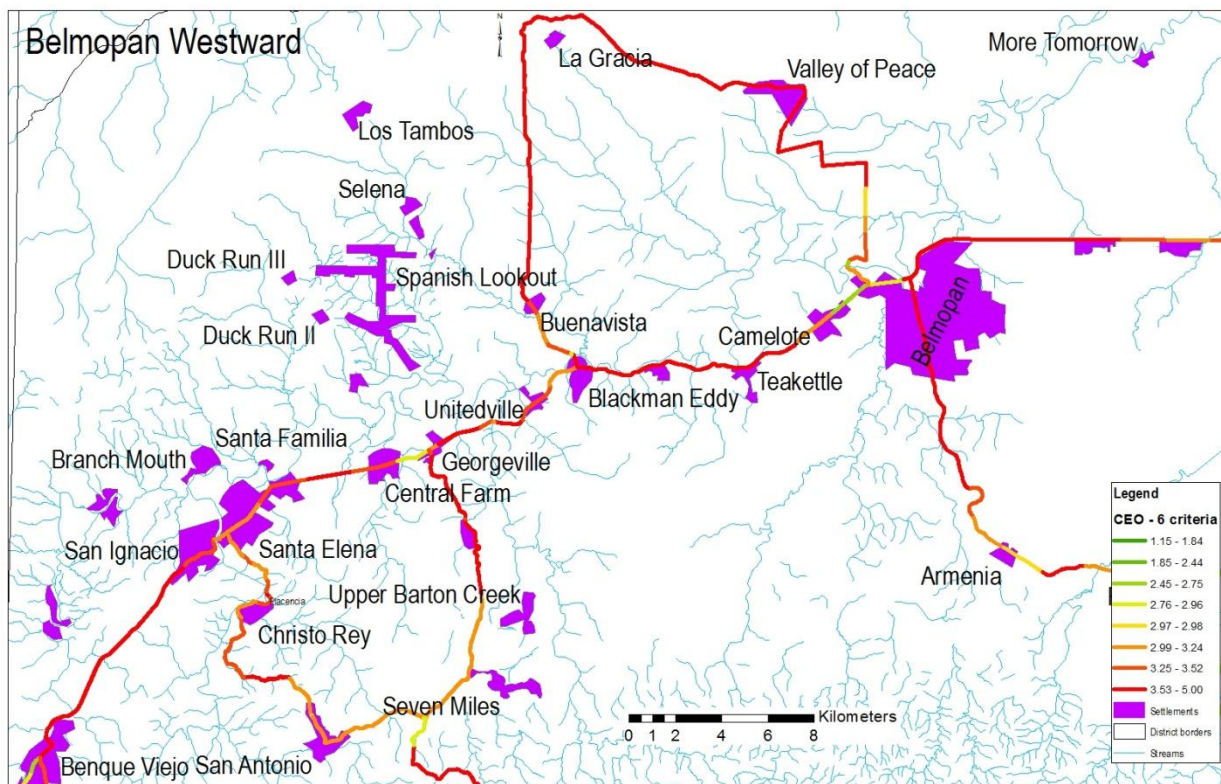 Belmopan Westward
N
La Gracia
More Tomorrow
Valley of Peace
Los Tambos
Selena
Duck Run III
Spanish Lookout
Duck Run II
Buenavista
Camelote
Belmopan
Teakettle
Blackman Eddy
Unitedville
Santa Familia
Branch Mouth
Georgeville
Central Farm
San Ignacio
Santa Elena
Armenia
Upper Barton Creek
Placencia
Christo Rey
Seven Miles
Benque Viejo
San Antonio
Kilometers
0 1 2 4 6 8
Legend
CEO - 6 criteria
1.15 - 1.84
1.85 - 2.44
2.45 - 2.75
2.76 - 2.96
2.97 - 2.98
2.99 - 3.24
3.25 - 3.52
3.53 - 5.00
Settlements
District borders
Streams